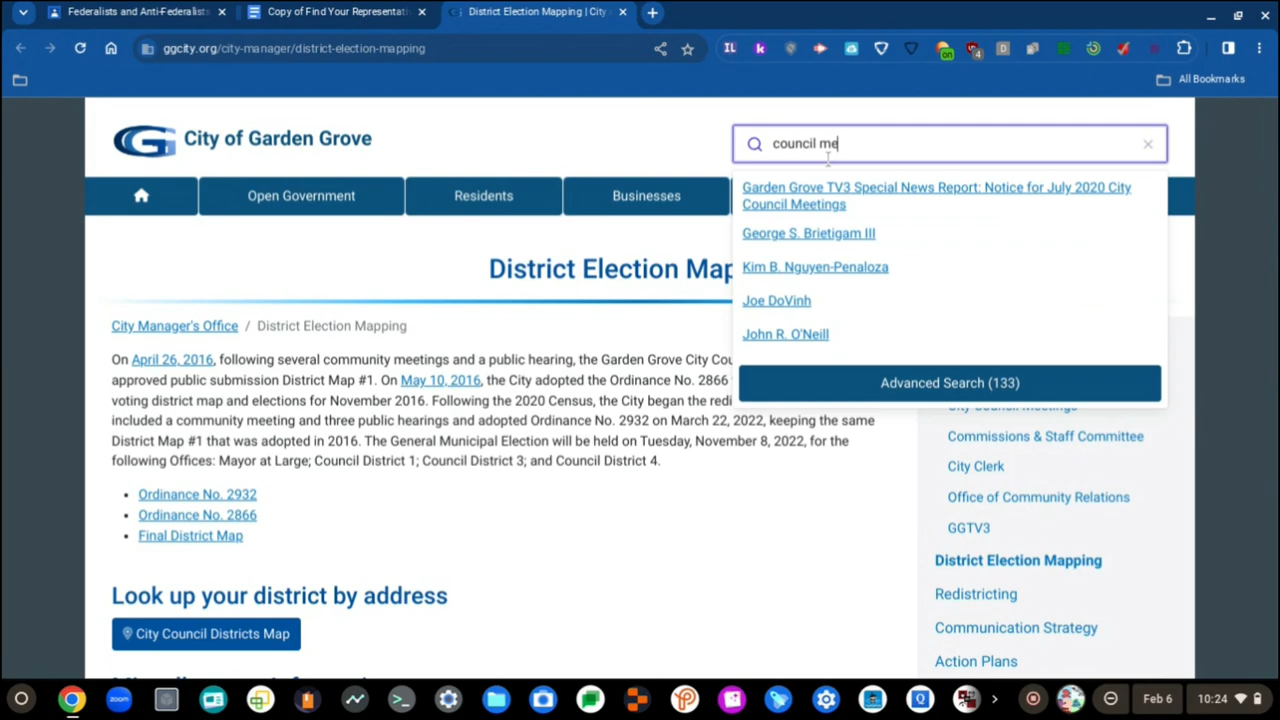 Federalists and Anti-Federalists
Copy of Find Your Representati
District Election Mapping | City
ggcity.org/city-manager/district-election-mapping
All Bookmarks
City of Garden Grove
council me
Open Government
Residents
Businesses
Garden Grove TV3 Special News Report: Notice for July 2020 City
Council Meetings
George S. Brietigam III
Kim B. Nguyen-Penaloza
Joe DoVinh
John R. O'Neill
Advanced Search (133)
District Election Map
City Manager's Office / District Election Mapping
On April 26, 2016, following several community meetings and a public hearing, the Garden Grove City Cou
approved public submission District Map #1. On May 10, 2016, the City adopted the Ordinance No. 2866
voting district map and elections for November 2016. Following the 2020 Census, the City began the redi
included a community meeting and three public hearings and adopted Ordinance No. 2932 on March 22, 2022, keeping the same
District Map #1 that was adopted in 2016. The General Municipal Election will be held on Tuesday, November 8, 2022, for the
following Offices: Mayor at Large; Council District 1; Council District 3; and Council District 4.
Ordinance No. 2932
Ordinance No. 2866
Final District Map
Look up your district by address
City Council Districts Map
City Council Meetings
Commissions & Staff Committee
City Clerk
Office of Community Relations
GGTV3
District Election Mapping
Redistricting
Communication Strategy
Action Plans
Feb 6
10:24